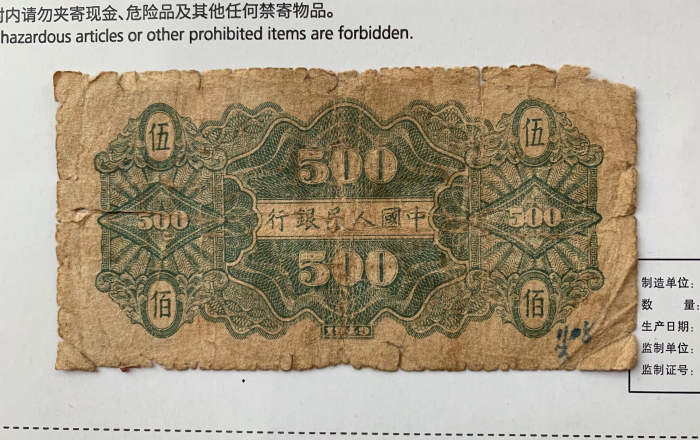 时内请勿夹寄现金、危险品及其他任何禁寄物品。
hazardous articles or other prohibited items are forbidden.
伍
伍
500
500
行銀民人國中
500
500
佰
佰
1949
制造单位:
数 量:
生产日期:
监制单位:
监制证号: